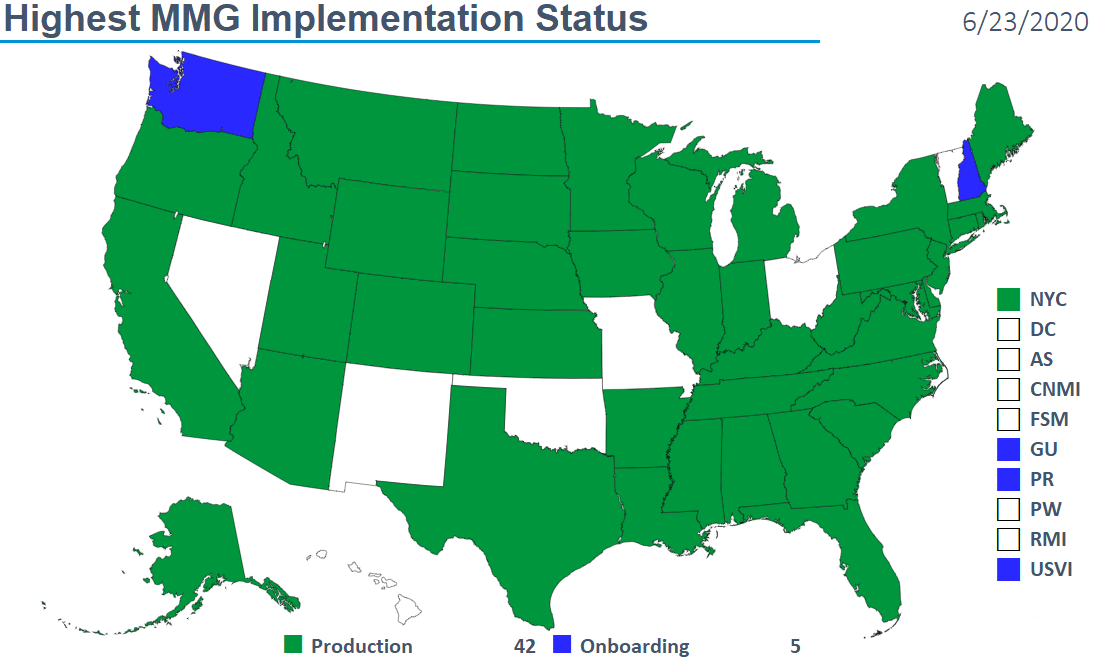 Highest MMG Implementation Status
6/23/2020
NYC
DC
AS
CNMI
FSM
GU
PR
PW
RMI
USVI
Production 42 Onboarding 5